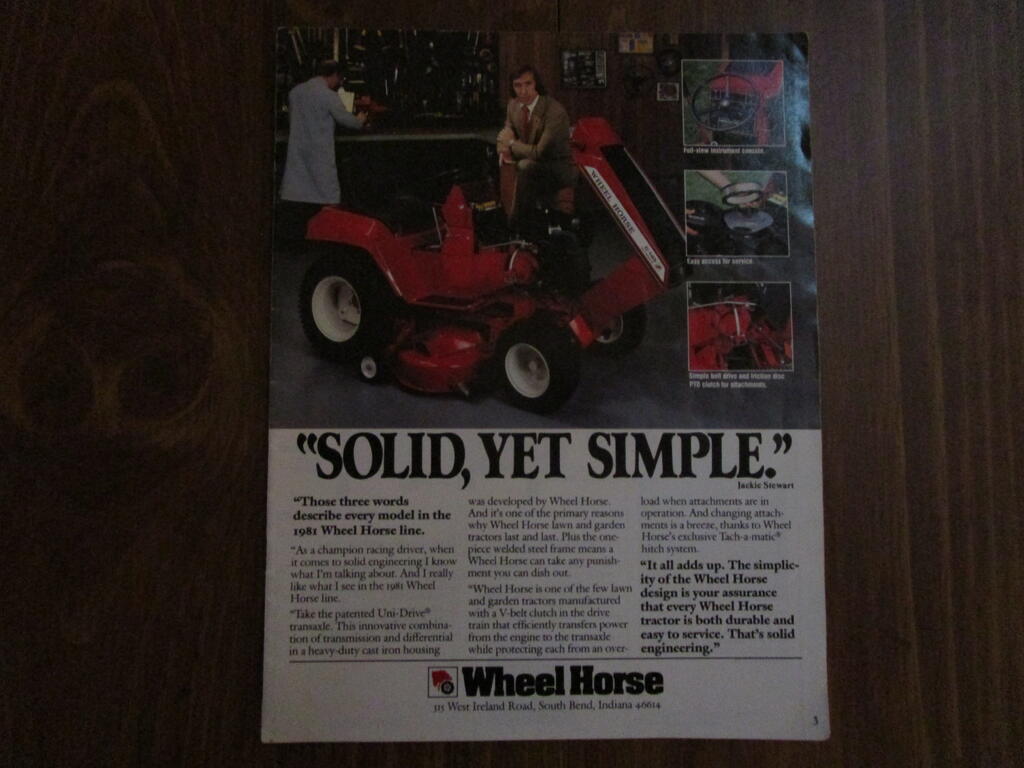 WHEEL HORSE
Full-view instrument console.
Easy access for service.
Simple belt drive and friction disc
PTO clutch for attachments.
“SOLID, YET SIMPLE.”
Jackie Stewart
“Those three words
describe every model in the
1981 Wheel Horse line.
“As a champion racing driver, when
it comes to solid engineering I know
what I'm talking about. And I really
like what I see in the 1981 Wheel
Horse line.
“Take the patented Uni-Drive®
transaxle. This innovative combina-
tion of transmission and differential
in a heavy-duty cast iron housing
was developed by Wheel Horse.
And it's one of the primary reasons
why Wheel Horse lawn and garden
tractors last and last. Plus the one-
piece welded steel frame means a
Wheel Horse can take any punish-
ment you can dish out.
“Wheel Horse is one of the few lawn
and garden tractors manufactured
with a V-belt clutch in the drive
train that efficiently transfers power
from the engine to the transaxle
while protecting each from an over-
load when attachments are in
operation. And changing attach-
ments is a breeze, thanks to Wheel
Horse's exclusive Tach-a-matic®
hitch system.
“It all adds up. The simplic-
ity of the Wheel Horse
design is your assurance
that every Wheel Horse
tractor is both durable and
easy to service. That's solid
engineering.”
Wheel Horse
515 West Ireland Road, South Bend, Indiana 46614
3